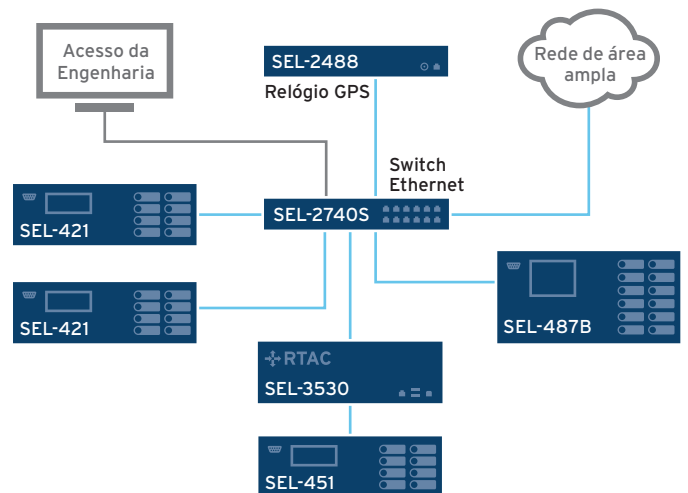 Acesso da
Engenharia
SEL-2488
Relógio GPS
Rede de área
ampla
Switch
Ethernet
SEL-2740S
SEL-421
SEL-421
SEL-487B
RTAC
SEL-3530
SEL-451